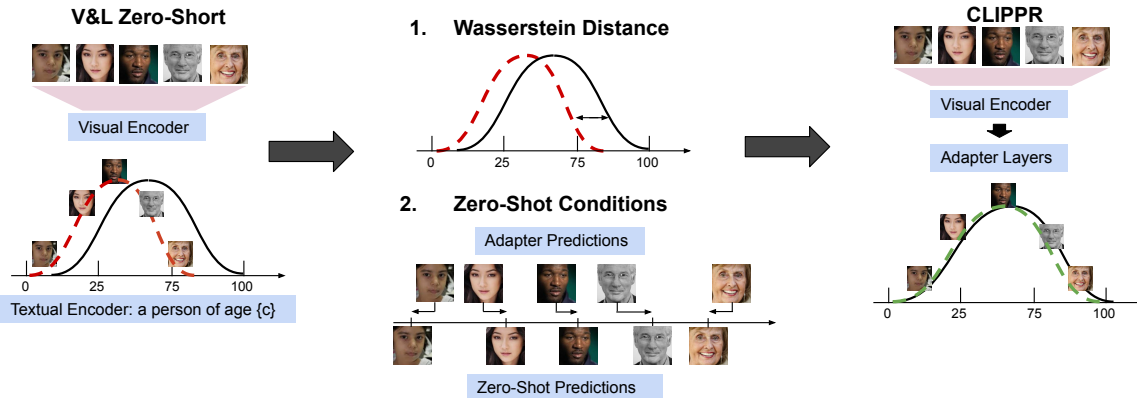 V&L Zero-Short
Visual Encoder
0 25 75 100
Textual Encoder: a person of age {c}
1. Wasserstein Distance
0 25 75 100
2. Zero-Shot Conditions
Adapter Predictions
Zero-Shot Predictions
CLIPPR
Visual Encoder
Adapter Layers
0 25 75 100